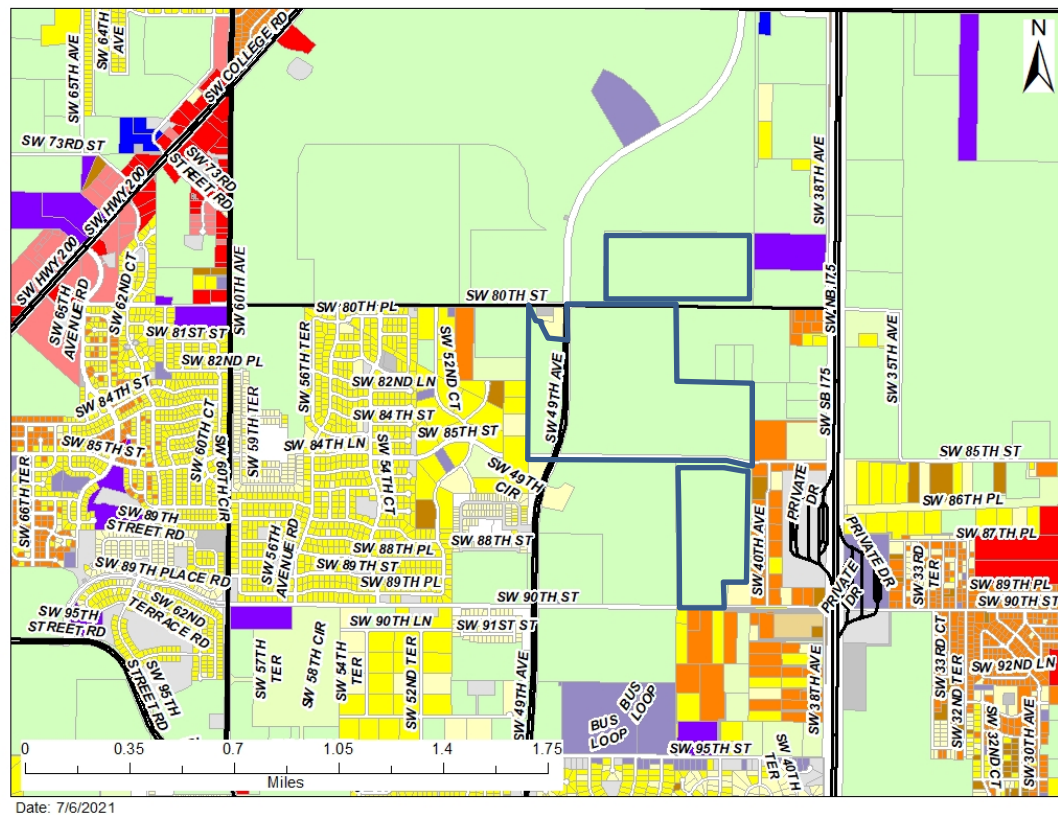 N
SW 64TH
AVE
SW 65TH AVE
SW COLLEGE RD
SW 73RD ST
SW 73RD
STREET RD
SW HWY 200
SW HWY 200
SW 38TH AVE
SW 62ND CT
SW 65TH
AVENUE RD
SW 60TH AVE
SW 80TH PL
SW 80TH ST
SW NB I75
SW 81ST ST
SW 82ND PL
SW 56TH TER
SW 52ND CT
SW 82ND LN
SW 49TH AVE
SW 35TH AVE
SW 84TH ST
SW 84TH ST
SW SB I75
SW 85TH ST
SW 60TH CT
SW 59TH TER
SW 84TH LN
SW 85TH ST
SW 85TH ST
SW 66TH TER
SW 60TH CIR
SW 54TH CT
SW 49TH
CIR
PRIVATE
DR
SW 86TH PL
SW 89TH
STREET RD
SW 56TH
AVENUE RD
SW 88TH PL
SW 88TH ST
SW 40TH AVE
PRIVATE DR
SW 87TH PL
SW 89TH PLACE RD
SW 89TH ST
SW 89TH PL
PRIVATE
DR
SW 33RD
TER
SW 89TH PL
SW 90TH ST
SW 90TH ST
SW 95TH
STREET RD
SW 62ND
TERRACE RD
SW 90TH LN
SW 91ST ST
SW 57TH
TER
SW 58TH CIR
SW 54TH
TER
SW 52ND TER
SW 49TH AVE
SW 38TH AVE
SW 33RD CT
SW 32ND TER
SW 92ND LN
SW 95TH
STREET RD
BUS
LOOP
BUS
LOOP
SW 95TH ST
SW 40TH
TER
SW 32ND CT
SW 30TH AVE
0 0.35 0.7 1.05 1.4 1.75
Miles
Date: 7/6/2021